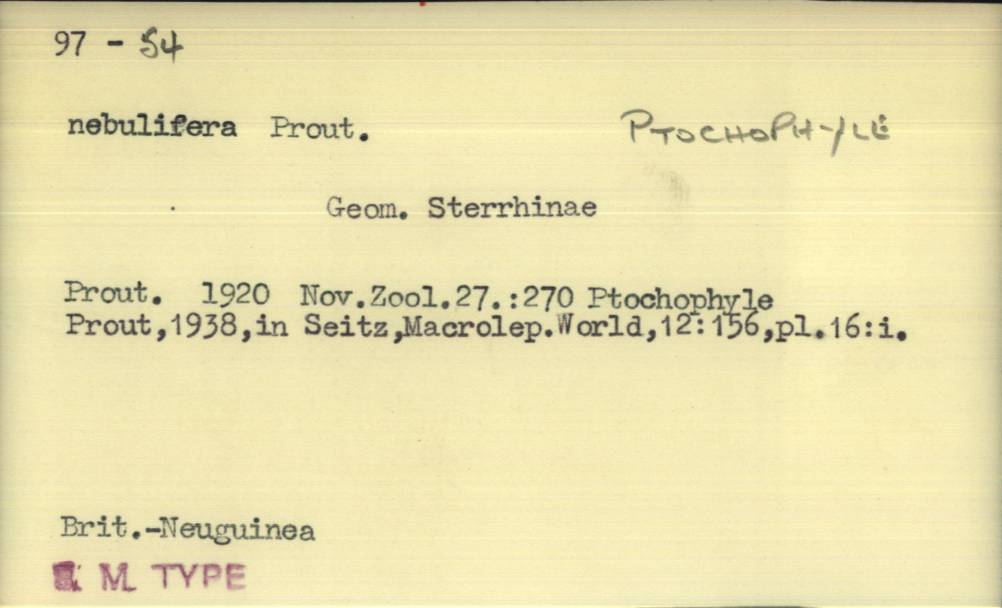 97 - 54
nebulifera Prout. PTOCHOPHYLE
Geom. Sterrhinae
Prout. 1920 Nov.Zool.27.:270 Ptochophyle
Prout,1938,in Seitz,Macrolep.World,12:156,pl.16:i.
Brit.-Neuguinea
M. TYPE